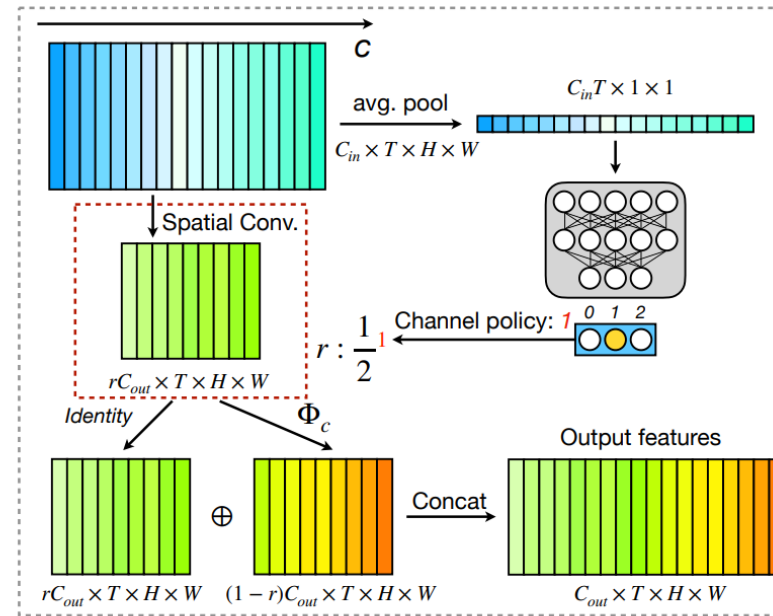 C
avg. pool
C_in T × 1 × 1
C_in × T × H × W
Spatial Conv.
0 1 2
Channel policy: 1
r : 1/2^1
rC_out × T × H × W
Identity
Φ_c
Output features
⊕
Concat
rC_out × T × H × W
(1 − r)C_out × T × H × W
C_out × T × H × W